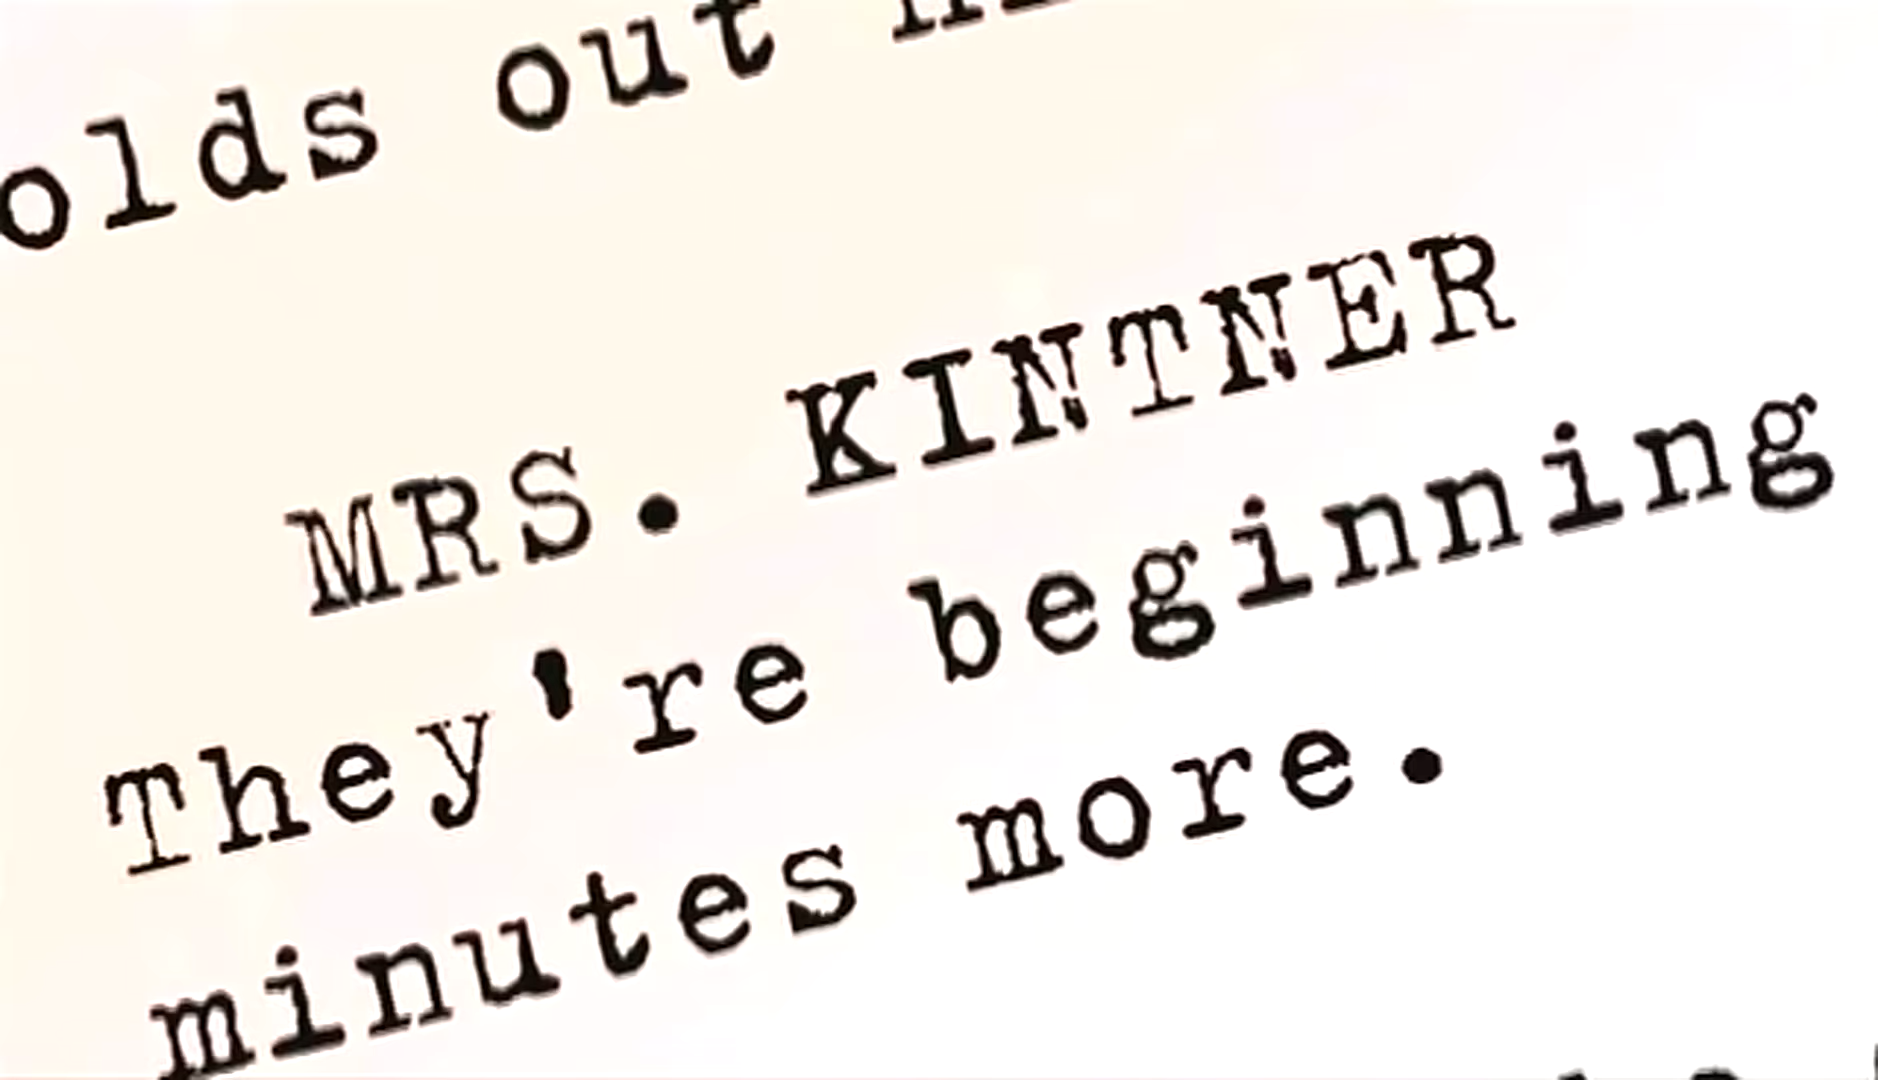 olds out
MRS. KINTNER
They're beginning
minutes more.